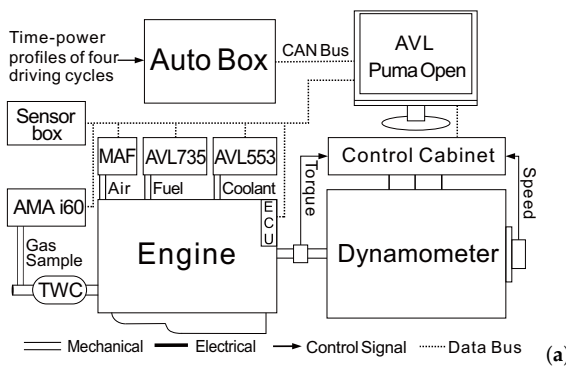 Time-power
profiles of four
driving cycles
Auto Box
CAN Bus
AVL
Puma Open
Sensor
box
MAF
AVL735
AVL553
Control Cabinet
Air
Fuel
Coolant
Torque
Speed
AMA i60
ECU
Gas
Sample
Engine
Dynamometer
TWC
Mechanical
Electrical
Control Signal
Data Bus
(a)